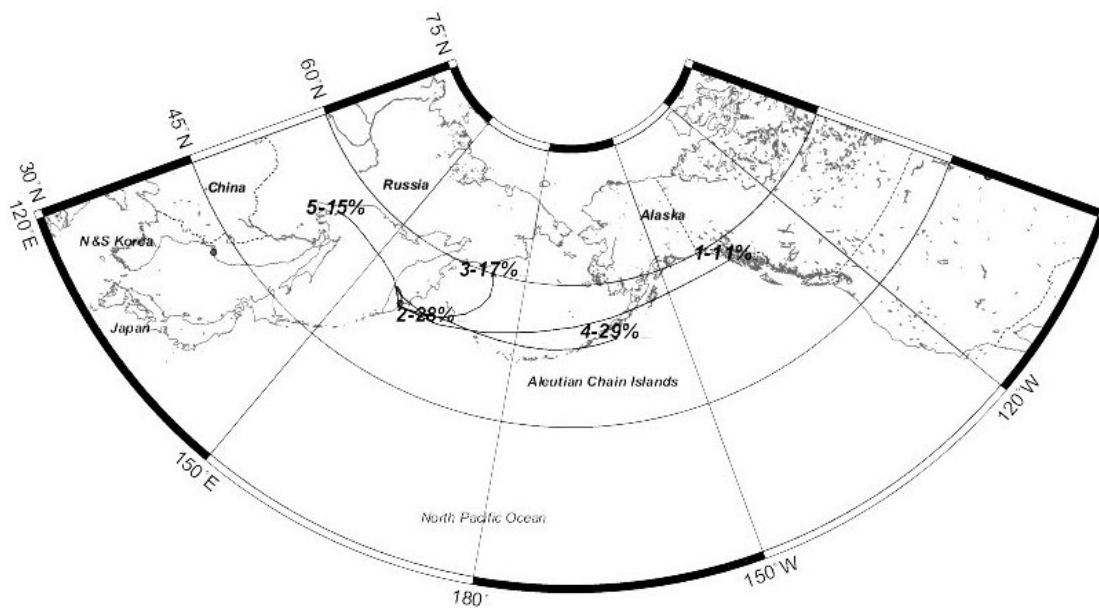 75°N
60°N
45°N
30°N
120°E
China
Russia
Alaska
5-15%
N&S Korea
3-17%
1-11%
2-28%
Japan
4-29%
Aleutian Chain Islands
120°W
150°E
North Pacific Ocean
150°W
180°